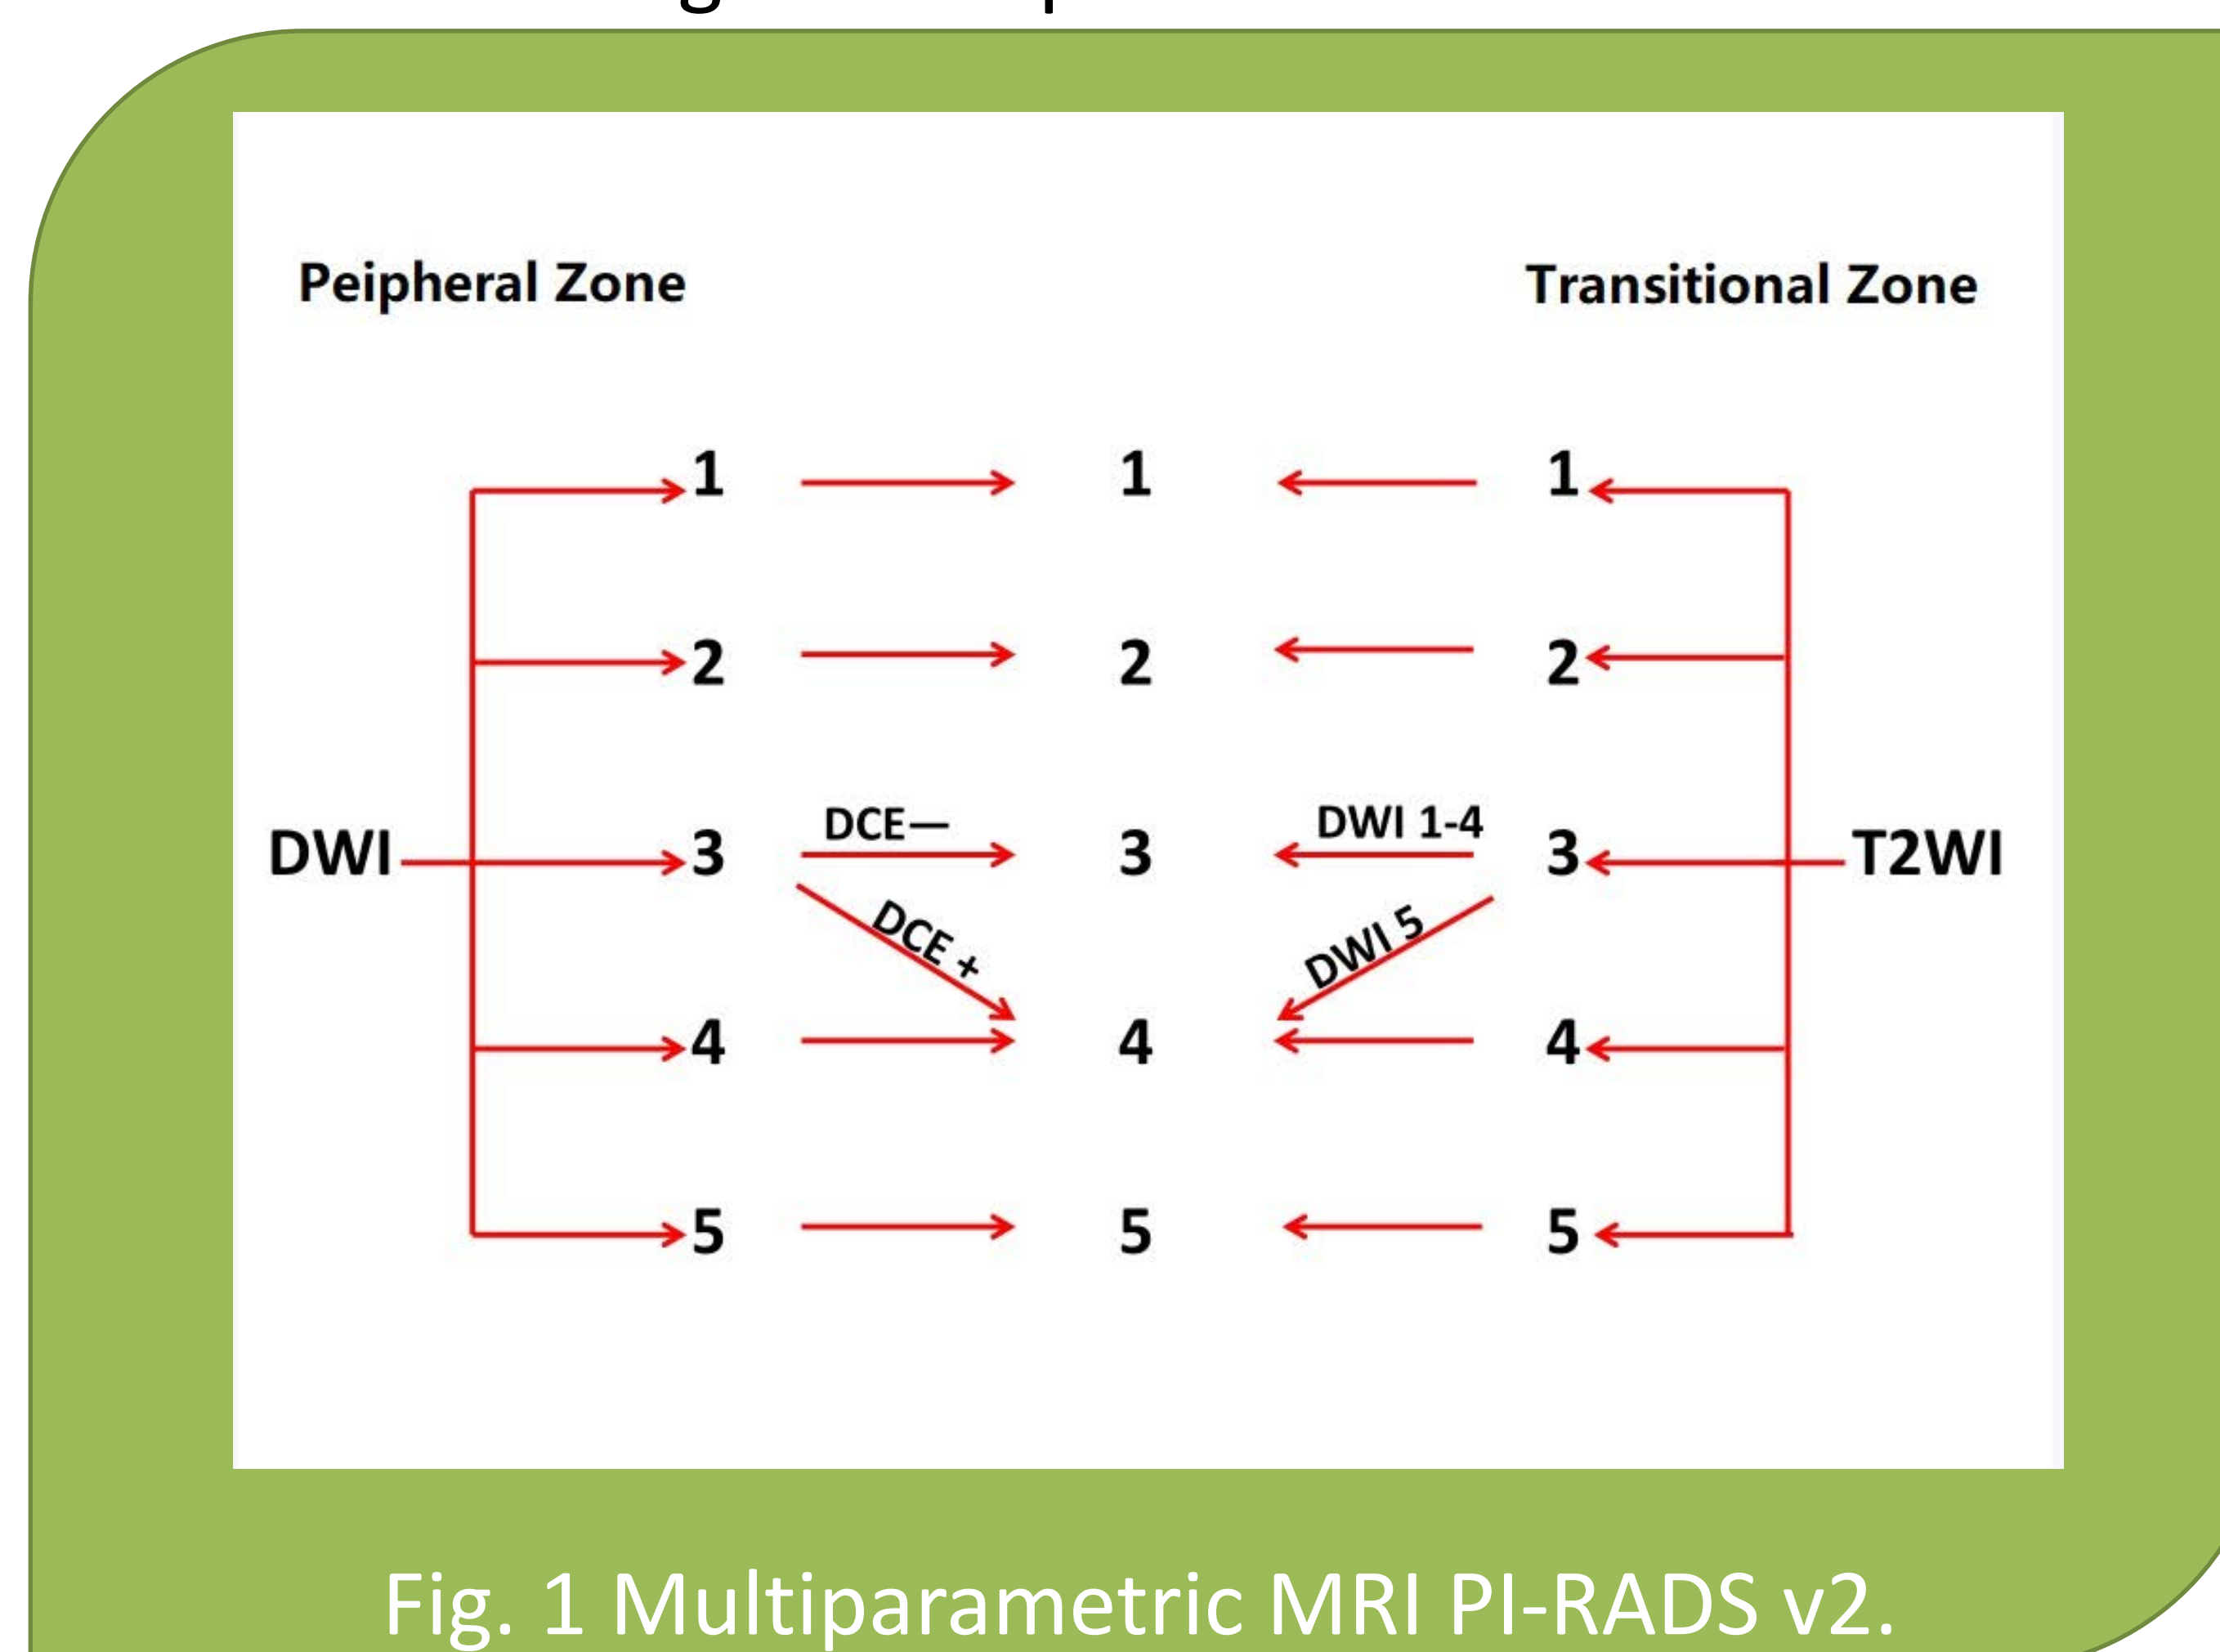 Peipheral Zone Transitional Zone
1 1 1
2 2 2
DCE— DWI 1-4
DWI 3 3 3 T2WI
DCE + DWI 5
4 4 4
5 5 5
Fig. 1 Multiparametric MRI PI-RADS v2.